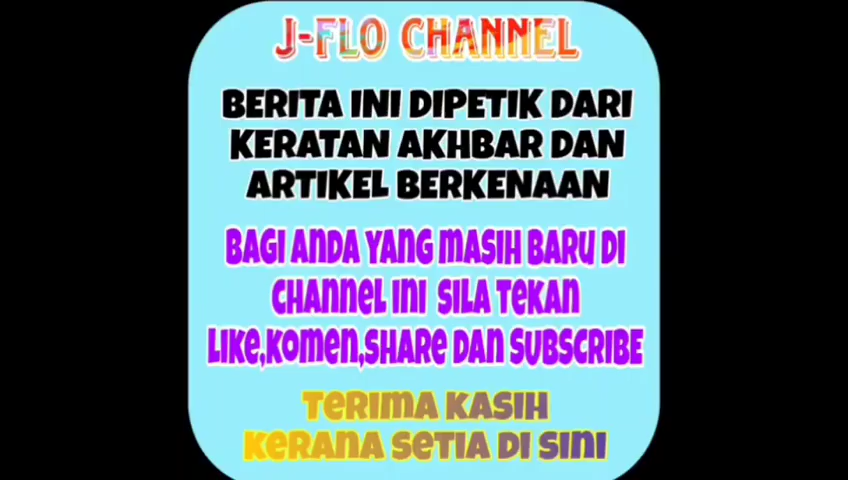 J-FLO CHANNEL
BERITA INI DIPETIK DARI
KERATAN AKHBAR DAN
ARTIKEL BERKENAAN
BAGI ANDA YANG MASIH BARU DI
CHANNEL INI SILA TEKAN
LIKE,KOMEN,SHARE DAN SUBSCRIBE
TERIMA KASIH
KERANA SETIA DI SINI